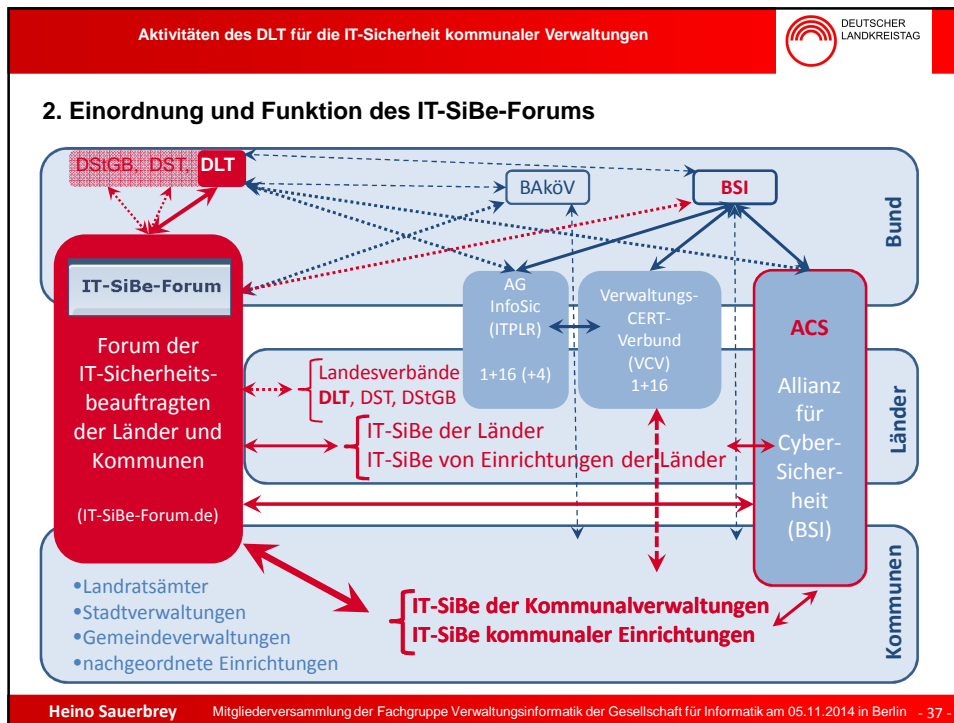 Aktivitäten des DLT für die IT-Sicherheit kommunaler Verwaltungen
DEUTSCHER
LANDKREISTAG
2. Einordnung und Funktion des IT-SiBe-Forums
DStGB, DST, DLT
BAköV
BSI
Bund
IT-SiBe-Forum
Forum der
IT-Sicherheits-
beauftragten
der Länder und
Kommunen
(IT-SiBe-Forum.de)
AG
InfoSic
(ITPLR)
1+16 (+4)
Verwaltungs-
CERT-
Verbund
(VCV)
1+16
ACS
Allianz
für
Cyber-
Sicher-
heit
(BSI)
Landesverbände
DLT, DST, DStGB
IT-SiBe der Länder
IT-SiBe von Einrichtungen der Länder
Länder
•Landratsämter
•Stadtverwaltungen
•Gemeindeverwaltungen
•nachgeordnete Einrichtungen
IT-SiBe der Kommunalverwaltungen
IT-SiBe kommunaler Einrichtungen
Kommunen
Heino Sauerbrey Mitgliederversammlung der Fachgruppe Verwaltungsinformatik der Gesellschaft für Informatik am 05.11.2014 in Berlin - 37 -